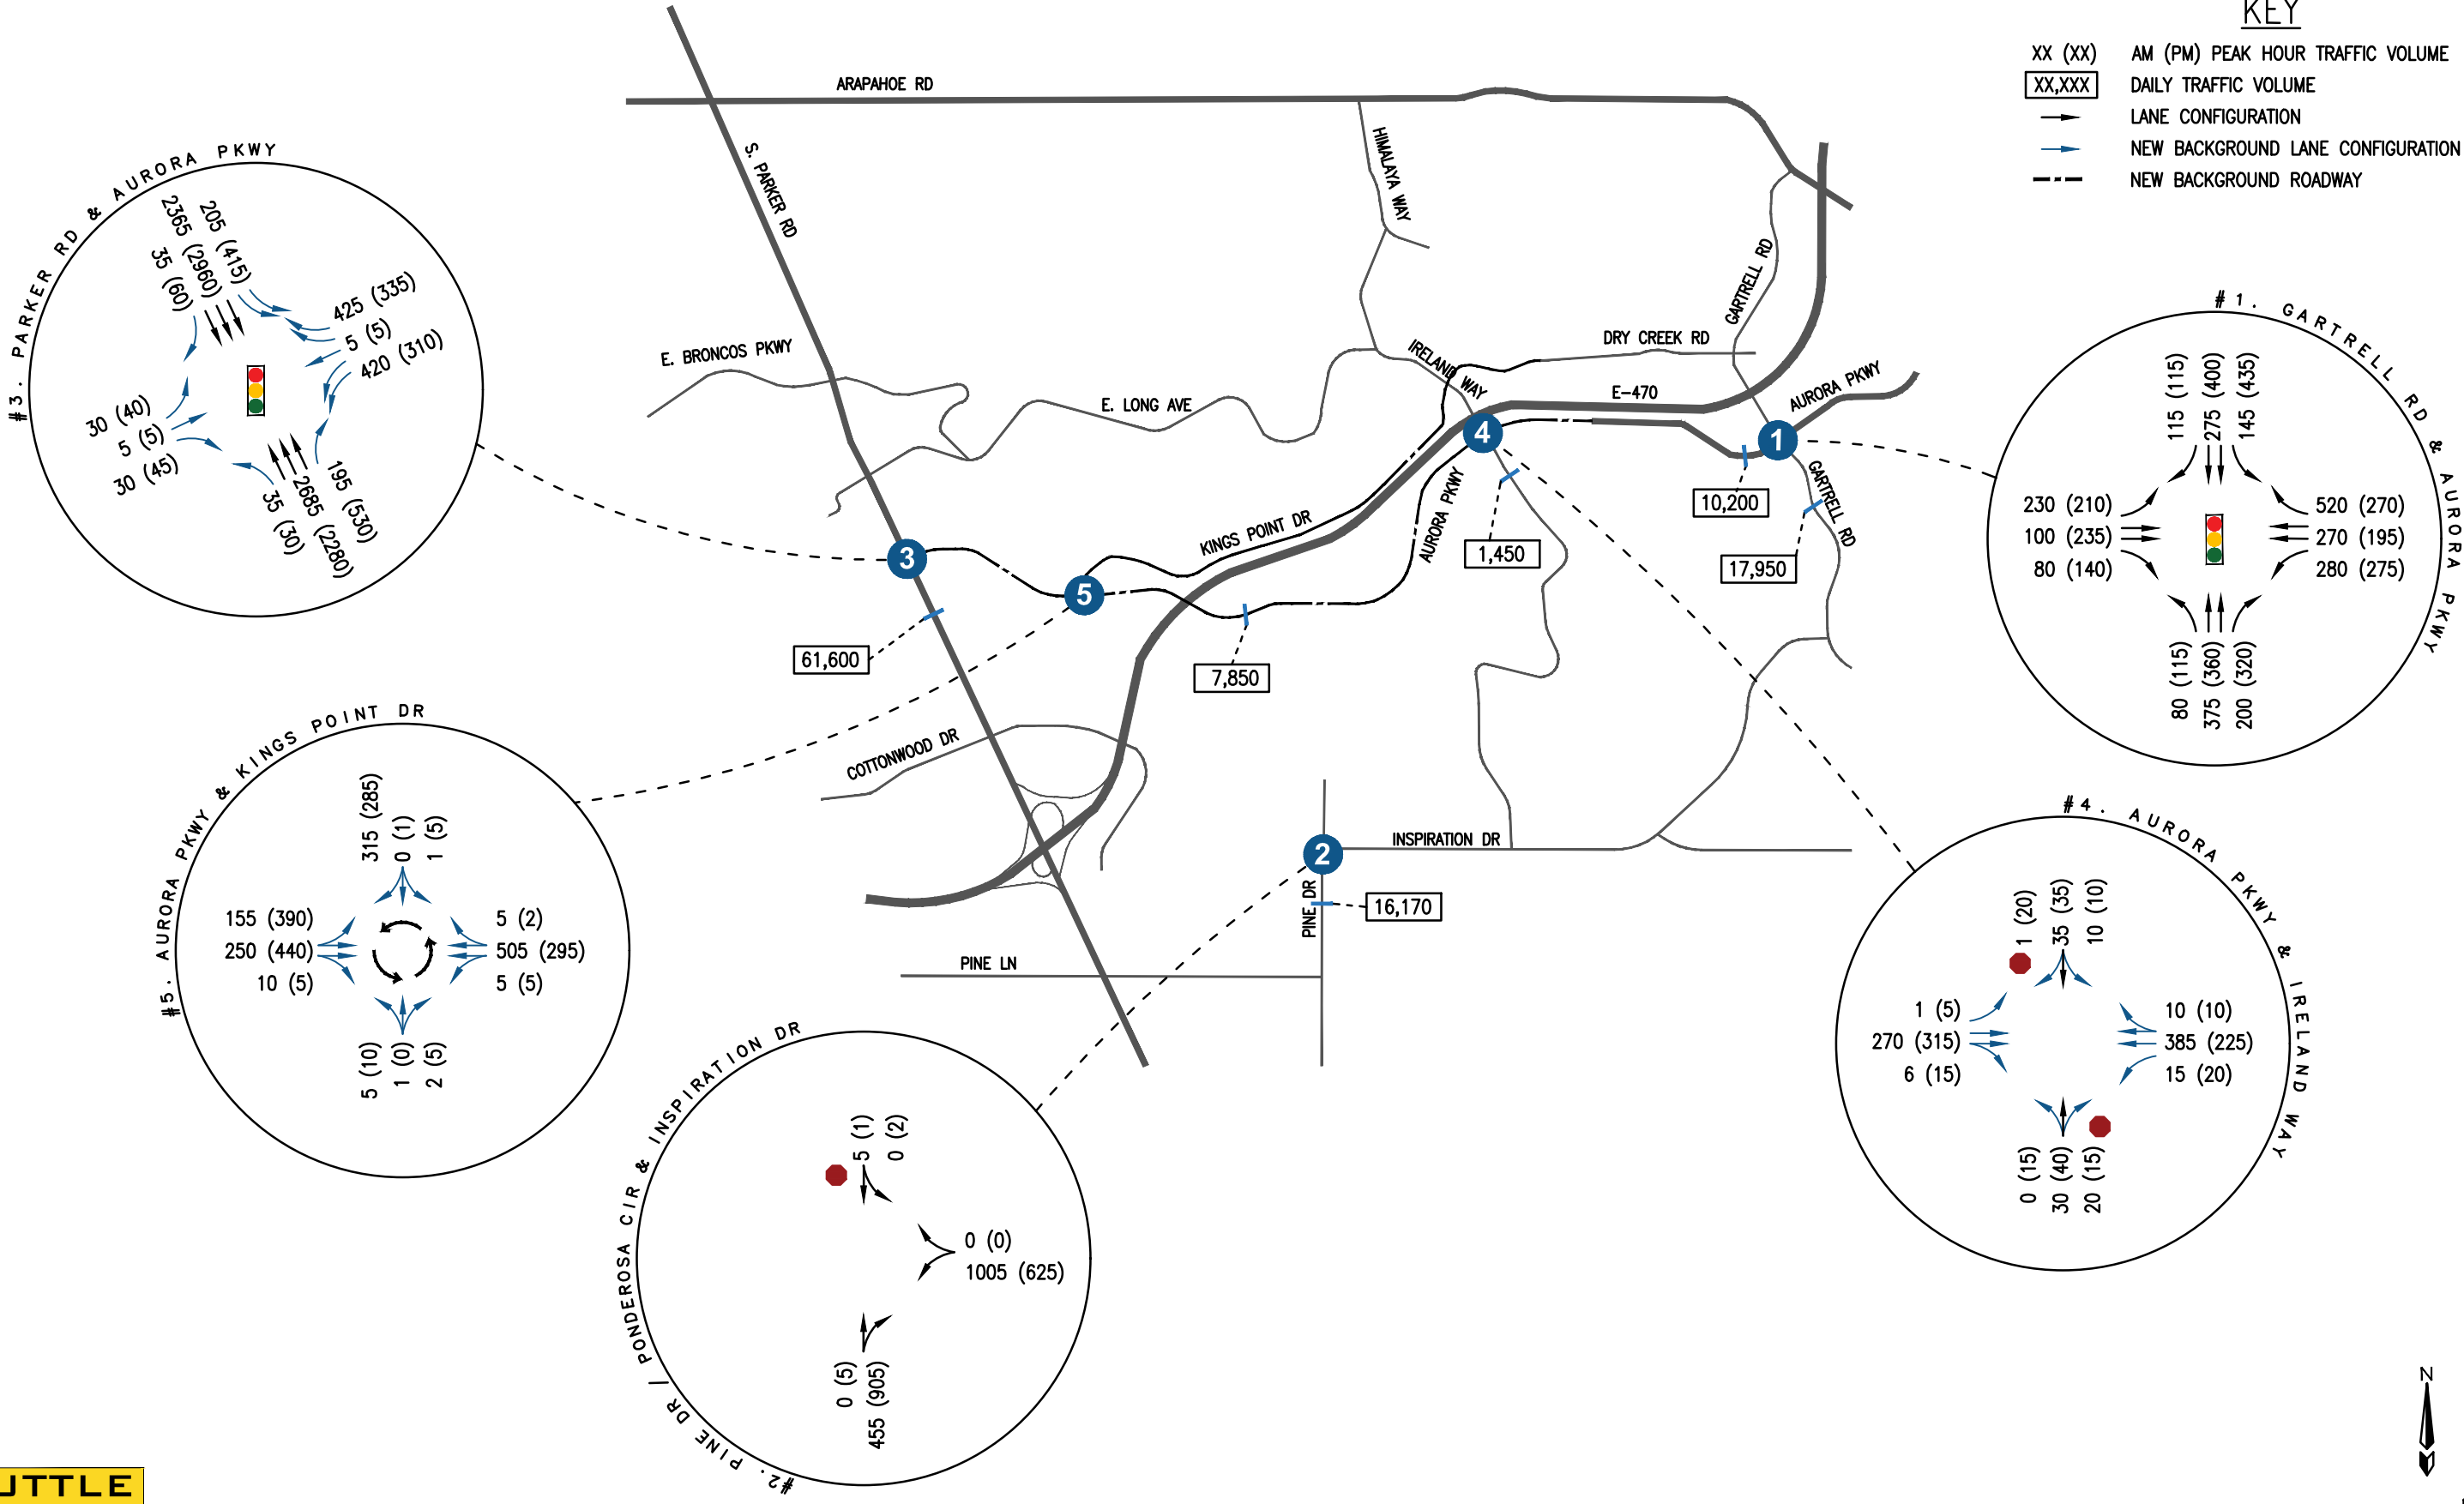 KEY
XX (XX) AM (PM) PEAK HOUR TRAFFIC VOLUME
XX,XXX DAILY TRAFFIC VOLUME
LANE CONFIGURATION
NEW BACKGROUND LANE CONFIGURATION
NEW BACKGROUND ROADWAY
ARAPAHOE RD
S. PARKER RD
HIMALAYA WAY
GARTRELL RD
E. BRONCOS PKWY
IRELAND WAY
DRY CREEK RD
E. LONG AVE
E-470
AURORA PKWY
4
1
GARTRELL RD
10,200
AURORA PKWY
KINGS POINT DR
1,450
17,950
3
5
61,600
7,850
COTTONWOOD DR
2
INSPIRATION DR
PINE DR
16,170
PINE LN
#3. PARKER RD & AURORA PKWY
35 (60)
2365 (2960)
205 (415)
425 (335)
5 (5)
420 (310)
30 (40)
5 (5)
30 (45)
35 (30)
2685 (2280)
195 (530)
#1. GARTRELL RD & AURORA PKWY
115 (115)
275 (400)
145 (435)
230 (210)
100 (235)
80 (140)
520 (270)
270 (195)
280 (275)
80 (115)
375 (360)
200 (320)
#5. AURORA PKWY & KINGS POINT DR
315 (285)
0 (1)
1 (5)
155 (390)
250 (440)
10 (5)
5 (2)
505 (295)
5 (5)
5 (10)
1 (0)
2 (5)
#4. AURORA PKWY & IRELAND WAY
1 (20)
35 (35)
10 (10)
1 (5)
270 (315)
6 (15)
10 (10)
385 (225)
15 (20)
0 (15)
30 (40)
20 (15)
#2. PINE DR / PONDEROSA CIR & INSPIRATION DR
5 (1)
0 (2)
0 (0)
1005 (625)
0 (5)
455 (905)
N
UTTLE